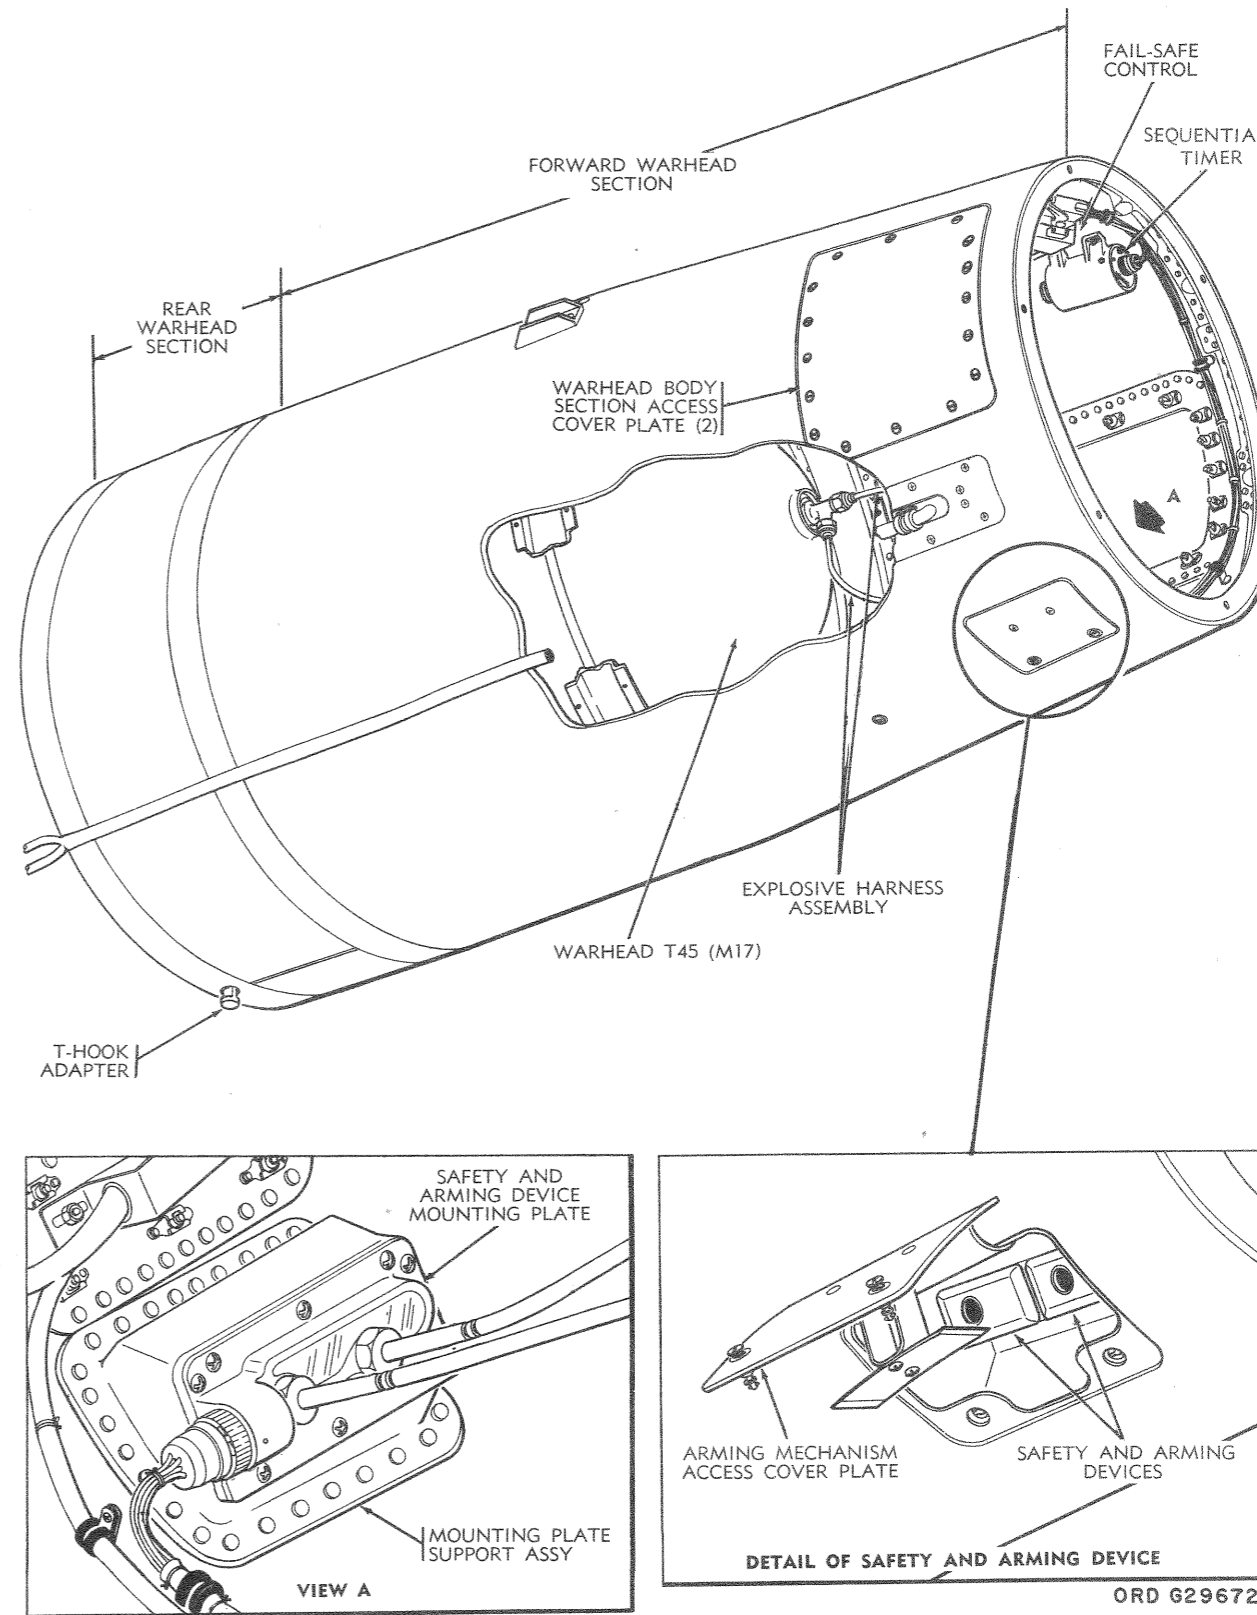 FAIL-SAFE
CONTROL
SEQUENTIA
TIMER
FORWARD WARHEAD
SECTION
REAR
WARHEAD
SECTION
WARHEAD BODY
SECTION ACCESS
COVER PLATE (2)
A
EXPLOSIVE HARNESS
ASSEMBLY
WARHEAD T45 (M17)
T-HOOK
ADAPTER
SAFETY AND
ARMING DEVICE
MOUNTING PLATE
MOUNTING PLATE
SUPPORT ASSY
VIEW A
ARMING MECHANISM
ACCESS COVER PLATE
SAFETY AND ARMING
DEVICES
DETAIL OF SAFETY AND ARMING DEVICE
ORD G29672